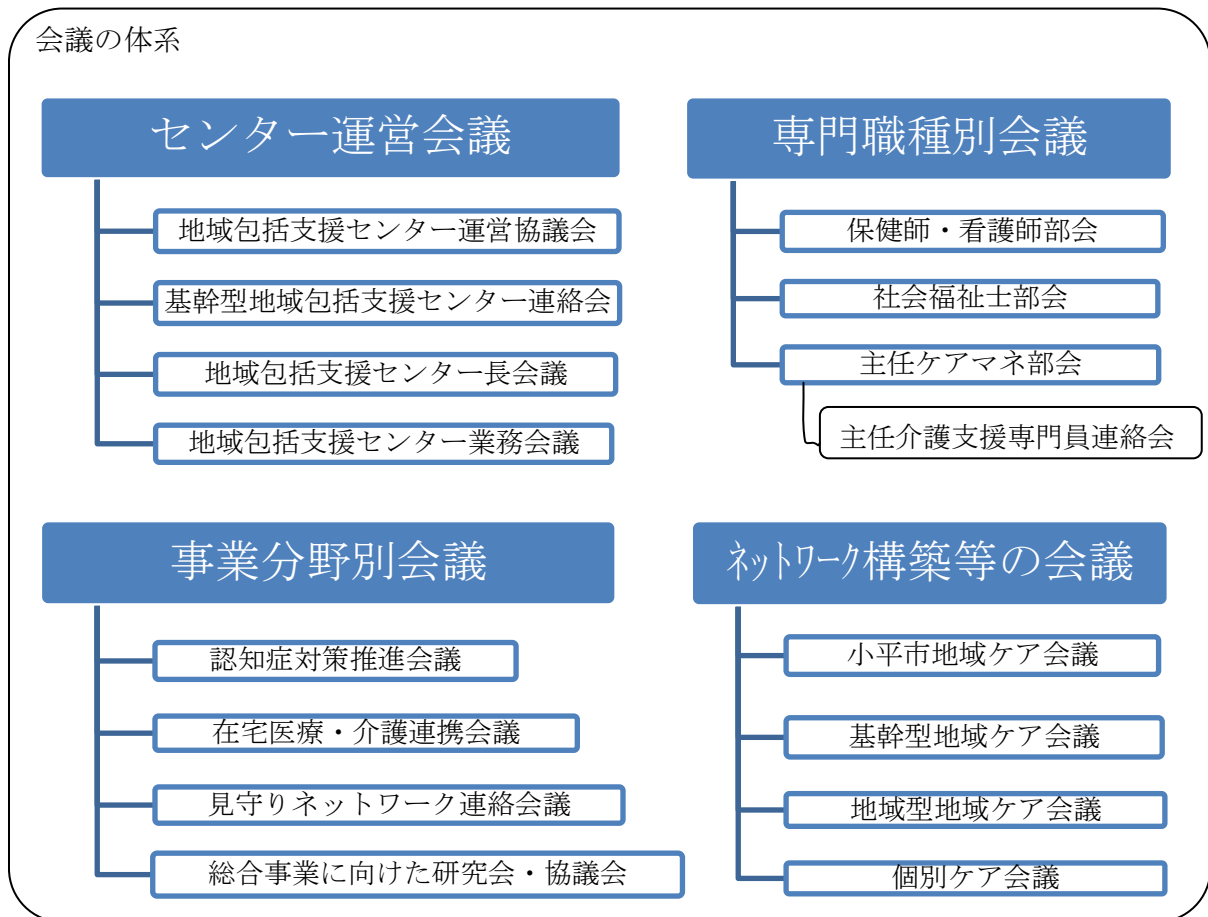 会議の体系
センター運営会議
地域包括支援センター運営協議会
基幹型地域包括支援センター連絡会
地域包括支援センター長会議
地域包括支援センター業務会議
専門職種別会議
保健師・看護師部会
社会福祉士部会
主任ケアマネ部会
主任介護支援専門員連絡会
事業分野別会議
認知症対策推進会議
在宅医療・介護連携会議
見守りネットワーク連絡会議
総合事業に向けた研究会・協議会
ﾈｯﾄﾜｰｸ構築等の会議
小平市地域ケア会議
基幹型地域ケア会議
地域型地域ケア会議
個別ケア会議